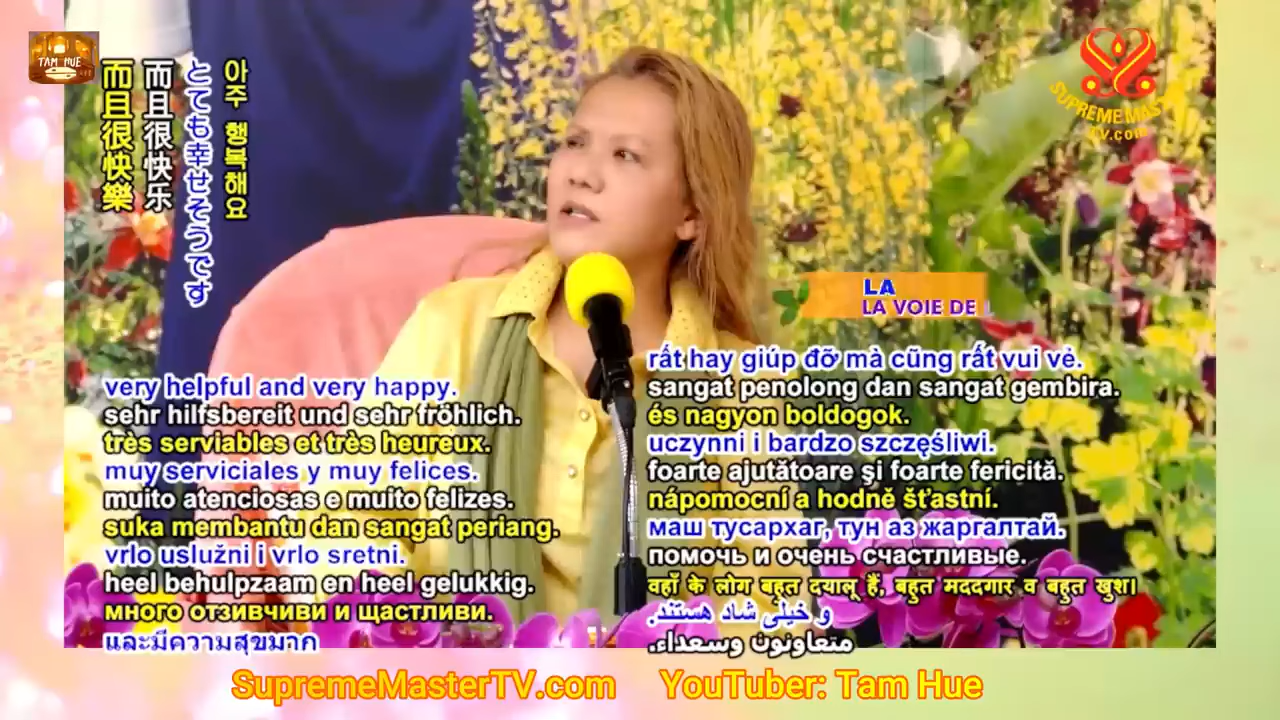 TAM HUE
而且很快樂
而且很快乐
とても幸せそうです
아주 행복해요
SUPREME MAS
TV.com
LA
LA VOIE DE
very helpful and very happy.
sehr hilfsbereit und sehr fröhlich.
très serviables et très heureux.
muy serviciales y muy felices.
muito atenciosas e muito felizes.
suka membantu dan sangat periang.
vrlo uslužni i vrlo sretni.
heel behulpzaam en heel gelukkig.
много отзивчиви и щастливи.
และมีความสุขมาก
rất hay giúp đỡ mà cũng rất vui vẻ.
sangat penolong dan sangat gembira.
és nagyon boldogok.
uczynni i bardzo szczęśliwi.
foarte ajutătoare şi foarte fericită.
nápomocní a hodně šťastní.
маш тусархаг, тун аз жаргалтай.
помочь и очень счастливые.
वहाँ के लोग बहुत दयालू हैं, बहुत मददगार व बहुत खुश।
و خیلی شاد هستند.
متعاونون وسعداء.
SupremeMasterTV.com YouTuber: Tam Hue